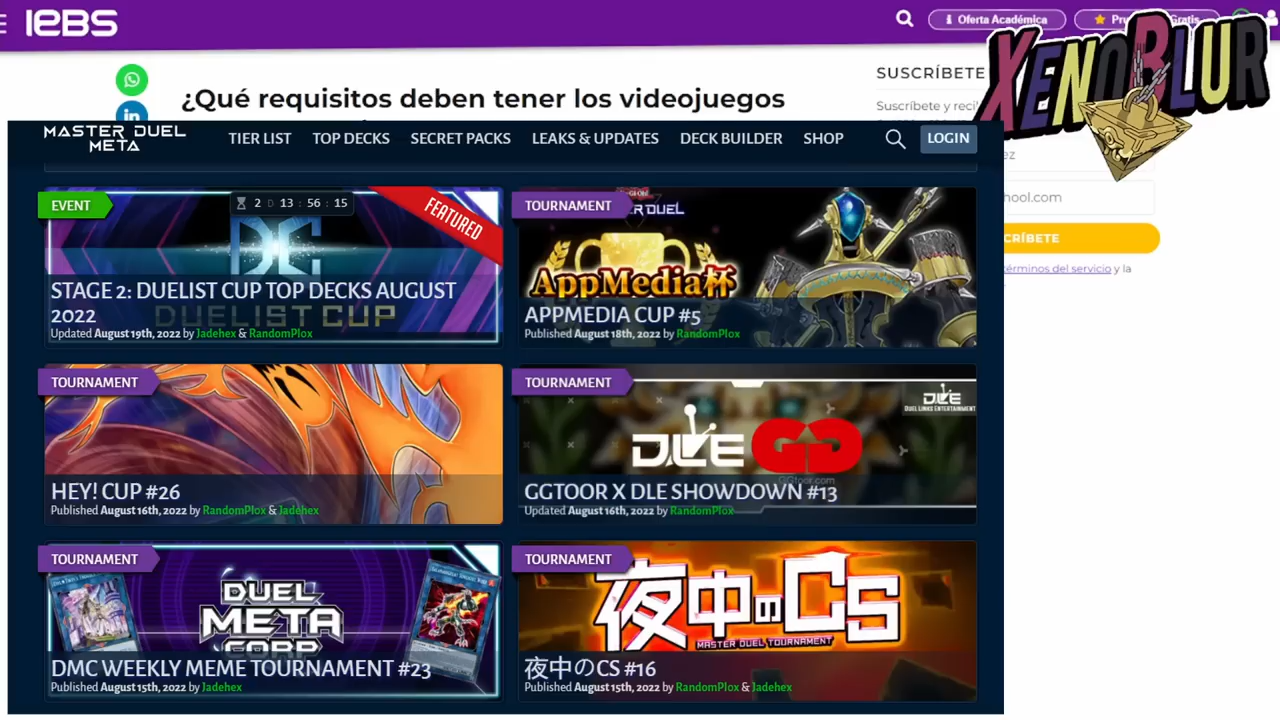 IEBS
Oferta Académica
Gratis
XENOBLUR
¿Qué requisitos deben tener los videojuegos
SUSCRÍBETE
Suscríbete y
in
MASTER DUEL
META
TIER LIST
TOP DECKS
SECRET PACKS
LEAKS & UPDATES
DECK BUILDER
SHOP
LOGIN
términos del servicio y la
EVENT
2 D 13 : 56 : 15
FEATURED
DC
DUELIST CUP
STAGE 2: DUELIST CUP TOP DECKS AUGUST
2022
Updated August 19th, 2022 by Jadehex & RandomPlox
TOURNAMENT
AppMedia杯
APPMEDIA CUP #5
Published August 18th, 2022 by RandomPlox
TOURNAMENT
HEY! CUP #26
Published August 16th, 2022 by RandomPlox & Jadehex
TOURNAMENT
DLE
DUEL LINKS ENTERTAINMENT
DLE GG
GGtoor.com
GGTOOR X DLE SHOWDOWN #13
Updated August 16th, 2022 by RandomPlox
TOURNAMENT
DUEL
META
CORP
DMC WEEKLY MEME TOURNAMENT #23
Published August 15th, 2022 by Jadehex
TOURNAMENT
夜中のCS
MASTER DUEL TOURNAMENT
夜中のCS #16
Published August 15th, 2022 by RandomPlox & Jadehex